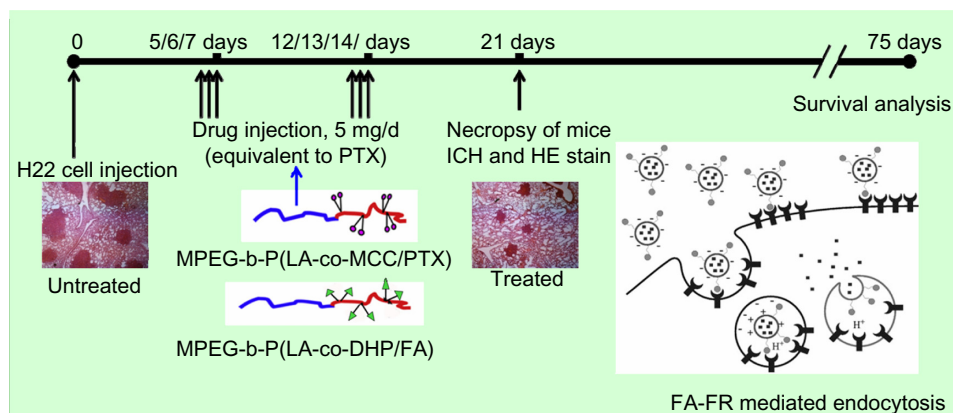 0
5/6/7 days
12/13/14/ days
21 days
75 days
Survival analysis
H22 cell injection
Untreated
Drug injection, 5 mg/d
(equivalent to PTX)
MPEG-b-P(LA-co-MCC/PTX)
MPEG-b-P(LA-co-DHP/FA)
Necropsy of mice
ICH and HE stain
Treated
H+
H+
FA-FR mediated endocytosis